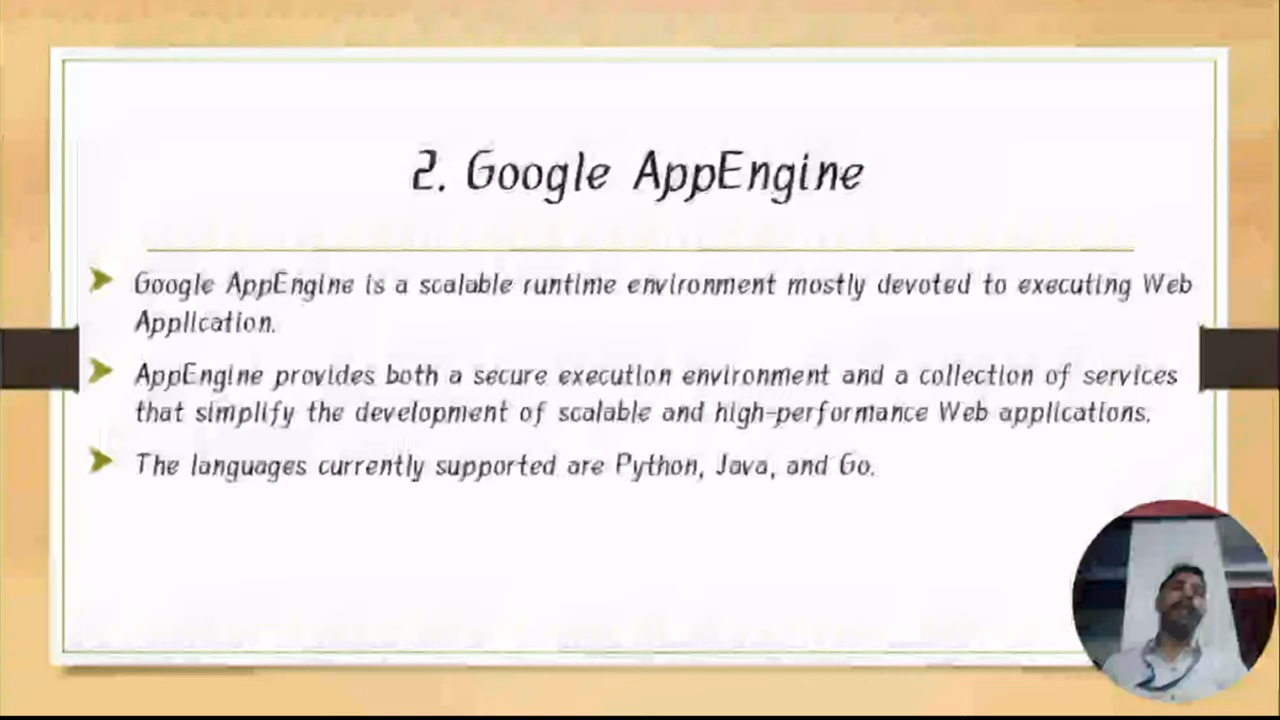 2. Google AppEngine
Google AppEngine is a scalable runtime environment mostly devoted to executing Web
Application.
AppEngine provides both a secure execution environment and a collection of services
that simplify the development of scalable and high-performance Web applications.
The languages currently supported are Python, Java, and Go.